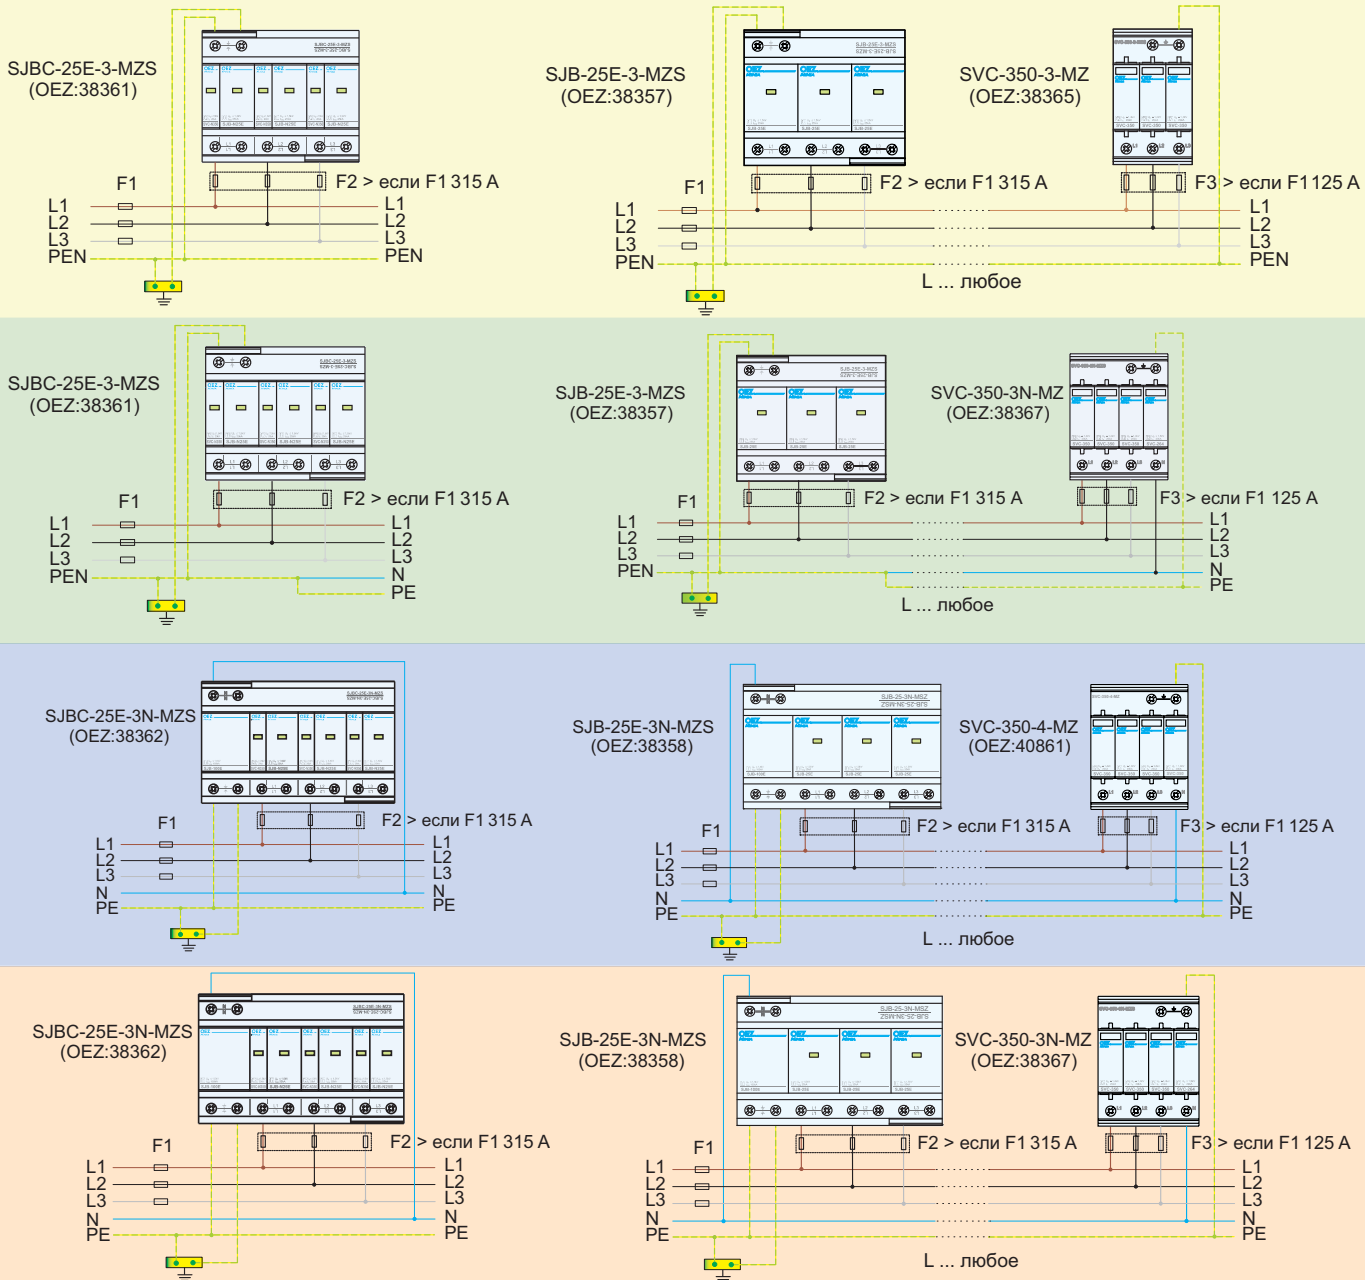 SJBC-25E-3-MZS
(OEZ:38361)
F1
F2 > если F1 315 A
L1
L2
L3
PEN
L1
L2
L3
PEN
SJB-25E-3-MZS
(OEZ:38357)
SVC-350-3-MZ
(OEZ:38365)
F1
F2 > если F1 315 A
F3 > если F1 125 A
L1
L2
L3
PEN
L1
L2
L3
PEN
L ... любое
SJBC-25E-3-MZS
(OEZ:38361)
F1
F2 > если F1 315 A
L1
L2
L3
PEN
L1
L2
L3
N
PE
SJB-25E-3-MZS
(OEZ:38357)
SVC-350-3N-MZ
(OEZ:38367)
F1
F2 > если F1 315 A
F3 > если F1 125 A
L1
L2
L3
PEN
L1
L2
L3
N
PE
L ... любое
SJBC-25E-3N-MZS
(OEZ:38362)
F1
F2 > если F1 315 A
L1
L2
L3
N
PE
L1
L2
L3
N
PE
SJB-25E-3N-MZS
(OEZ:38358)
SVC-350-4-MZ
(OEZ:40861)
F1
F2 > если F1 315 A
F3 > если F1 125 A
L1
L2
L3
N
PE
L1
L2
L3
N
PE
L ... любое
SJBC-25E-3N-MZS
(OEZ:38362)
F1
F2 > если F1 315 A
L1
L2
L3
N
PE
L1
L2
L3
N
PE
SJB-25E-3N-MZS
(OEZ:38358)
SVC-350-3N-MZ
(OEZ:38367)
F1
F2 > если F1 315 A
F3 > если F1 125 A
L1
L2
L3
N
PE
L1
L2
L3
N
PE
L ... любое